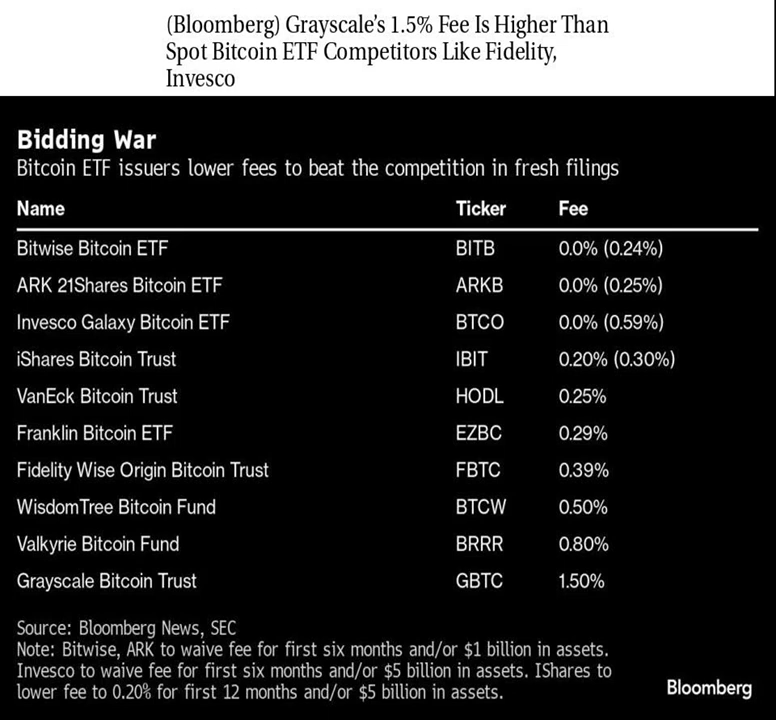 (Bloomberg) Grayscale's 1.5% Fee Is Higher Than
Spot Bitcoin ETF Competitors Like Fidelity,
Invesco
Bidding War
Bitcoin ETF issuers lower fees to beat the competition in fresh filings
Name Ticker Fee
Bitwise Bitcoin ETF BITB 0.0% (0.24%)
ARK 21Shares Bitcoin ETF ARKB 0.0% (0.25%)
Invesco Galaxy Bitcoin ETF BTCO 0.0% (0.59%)
iShares Bitcoin Trust IBIT 0.20% (0.30%)
VanEck Bitcoin Trust HODL 0.25%
Franklin Bitcoin ETF EZBC 0.29%
Fidelity Wise Origin Bitcoin Trust FBTC 0.39%
WisdomTree Bitcoin Fund BTCW 0.50%
Valkyrie Bitcoin Fund BRRR 0.80%
Grayscale Bitcoin Trust GBTC 1.50%
Source: Bloomberg News, SEC
Note: Bitwise, ARK to waive fee for first six months and/or $1 billion in assets.
Invesco to waive fee for first six months and/or $5 billion in assets. IShares to
lower fee to 0.20% for first 12 months and/or $5 billion in assets.
Bloomberg